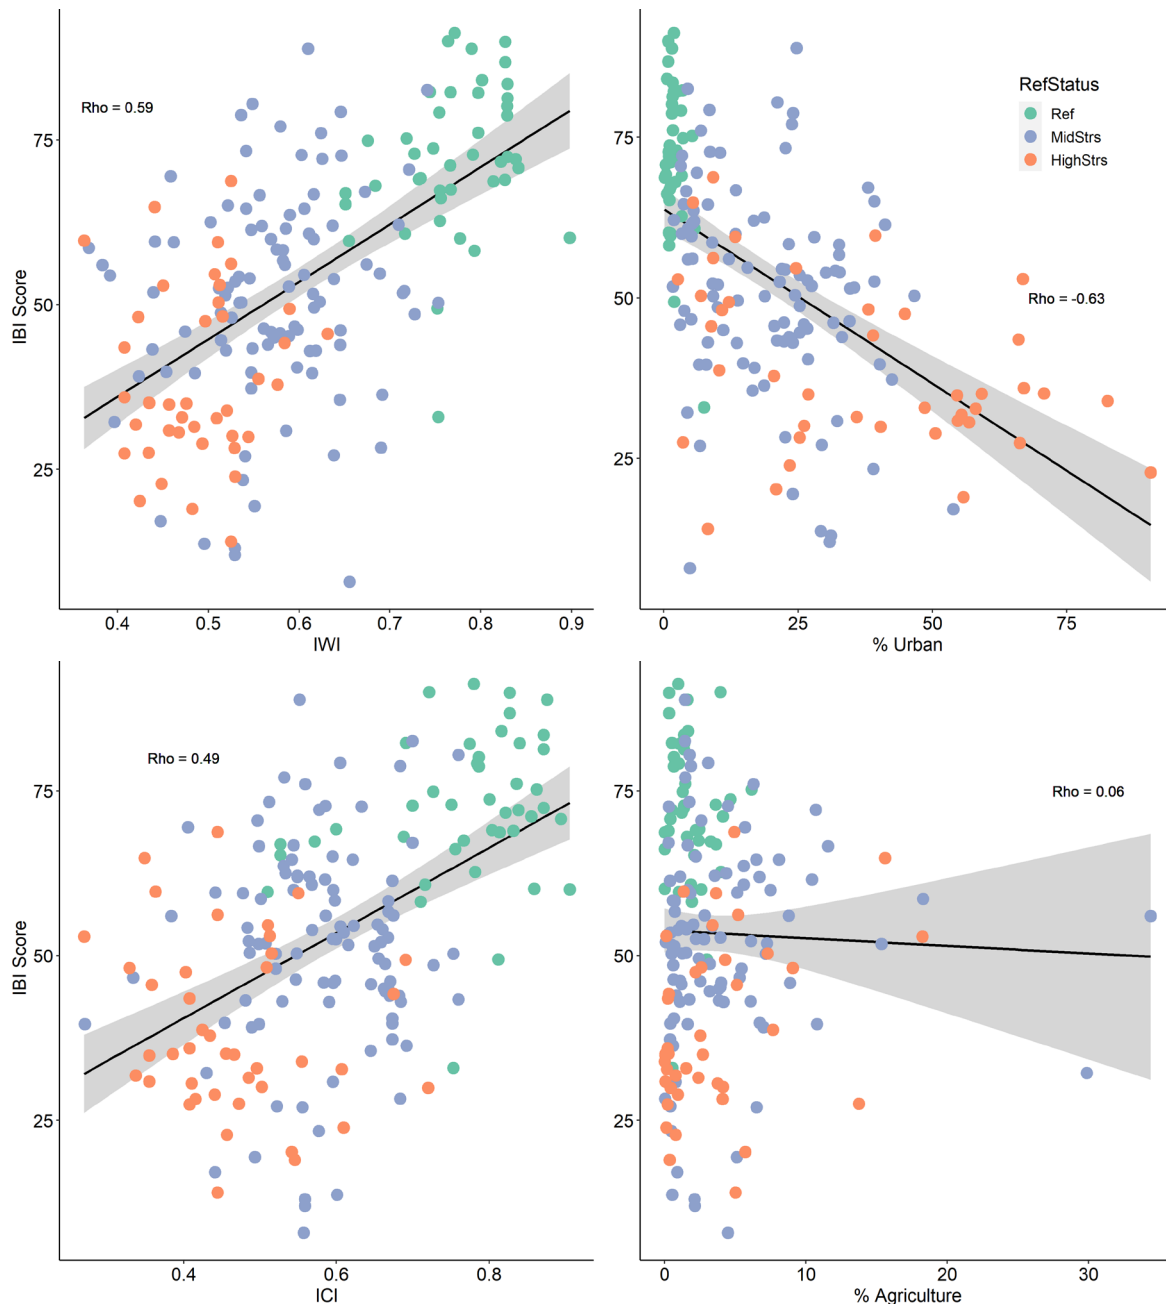 IBI Score
75
50
25
Rho = 0.59
0.4 0.5 0.6 0.7 0.8 0.9
IWI
75
50
25
RefStatus
Ref
MidStrs
HighStrs
Rho = -0.63
0 25 50 75
% Urban
IBI Score
75
50
25
Rho = 0.49
0.4 0.6 0.8
ICI
75
50
25
Rho = 0.06
0 10 20 30
% Agriculture